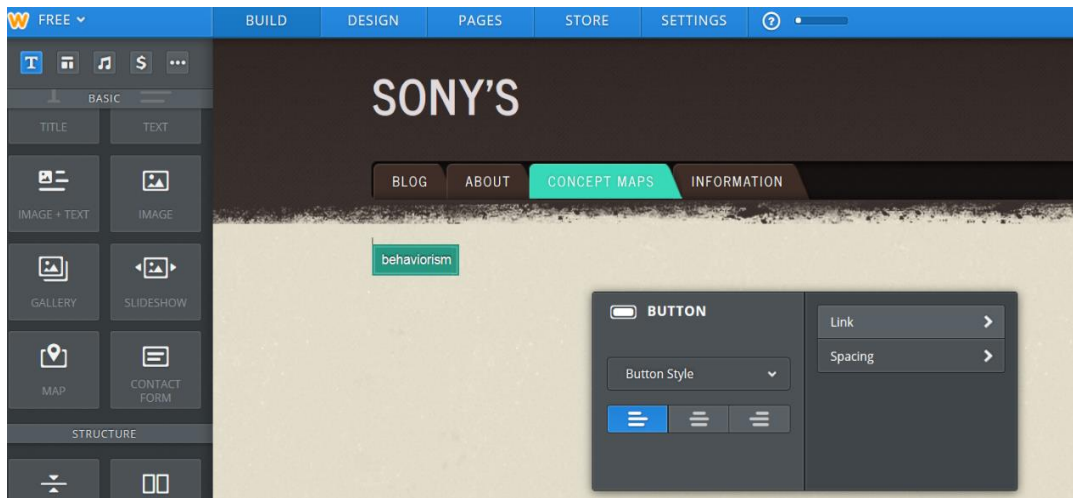 FREE
BUILD DESIGN PAGES STORE SETTINGS ?
T $
BASIC
TITLE TEXT
IMAGE + TEXT IMAGE
GALLERY SLIDESHOW
MAP CONTACT
FORM
STRUCTURE
SONY'S
BLOG ABOUT CONCEPT MAPS INFORMATION
behaviorism
BUTTON
Button Style
Link
Spacing